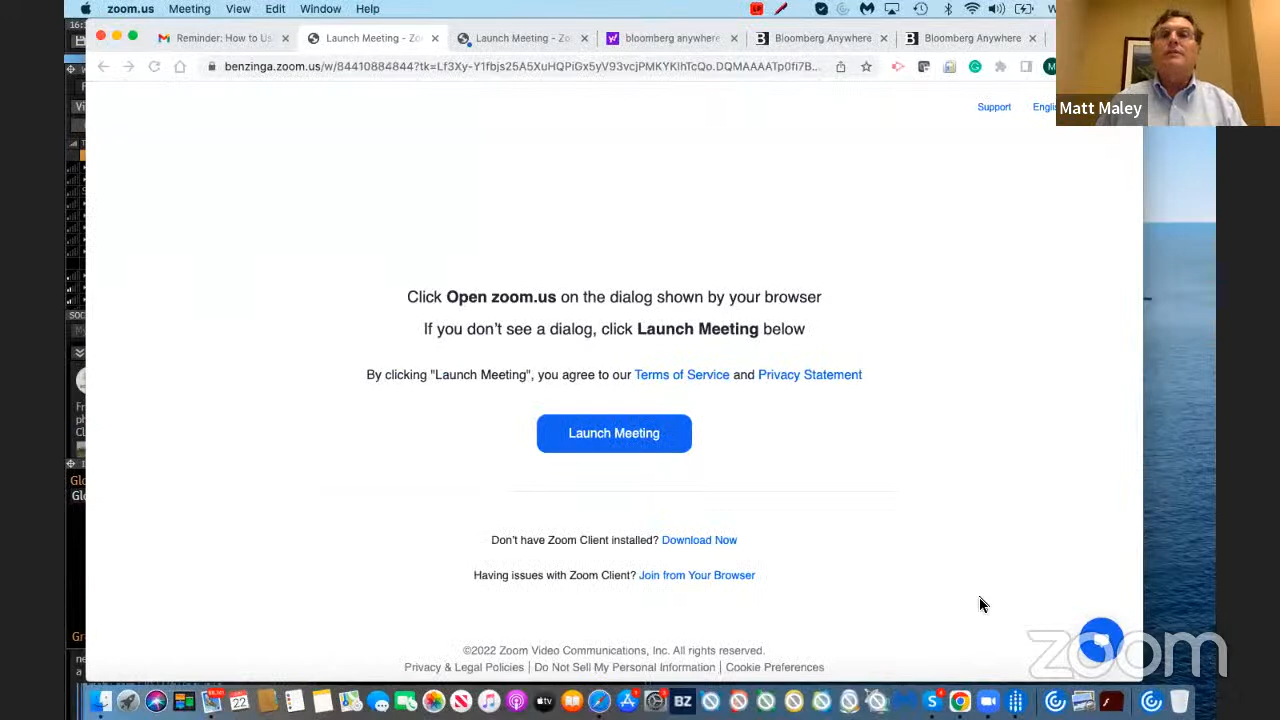 zoom.us Meeting View Edit Window Help
Reminder: How to Us
Launch Meeting - Zoo
Launch Meeting - Zo
bloomberg anywhere
Bloomberg Anywhere
Bloomberg Anywhere
Support
Matt Maley
Click Open zoom.us on the dialog shown by your browser
If you don't see a dialog, click Launch Meeting below
By clicking "Launch Meeting", you agree to our Terms of Service and Privacy Statement
Launch Meeting
Don't have Zoom Client installed? Download Now
Having issues with Zoom Client? Join from Your Browser
©2022 Zoom Video Communications, Inc. All rights reserved.
Privacy & Legal Policies | Do Not Sell My Personal Information | Cookie Preferences
zoom
tv
BZ